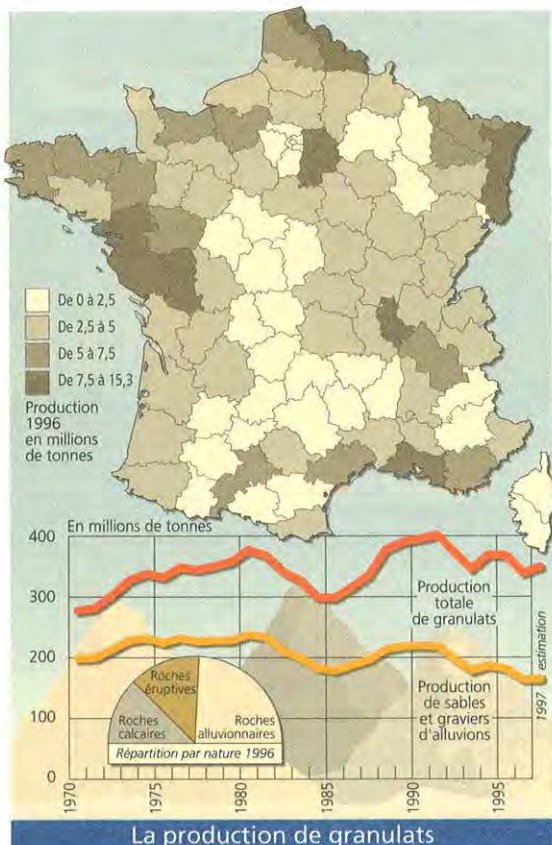 De 0 à 2,5
De 2,5 à 5
De 5 à 7,5
De 7,5 à 15,3
Production
1996
en millions
de tonnes
En millions de tonnes
400
300
200
100
0
Production
totale
de granulats
Production
de sables
et graviers
d'alluvions
1997 estimation
Roches
éruptives
Roches
calcaires
Roches
alluvionnaires
Répartition par nature 1996
1970
1975
1980
1985
1990
1995
La production de granulats